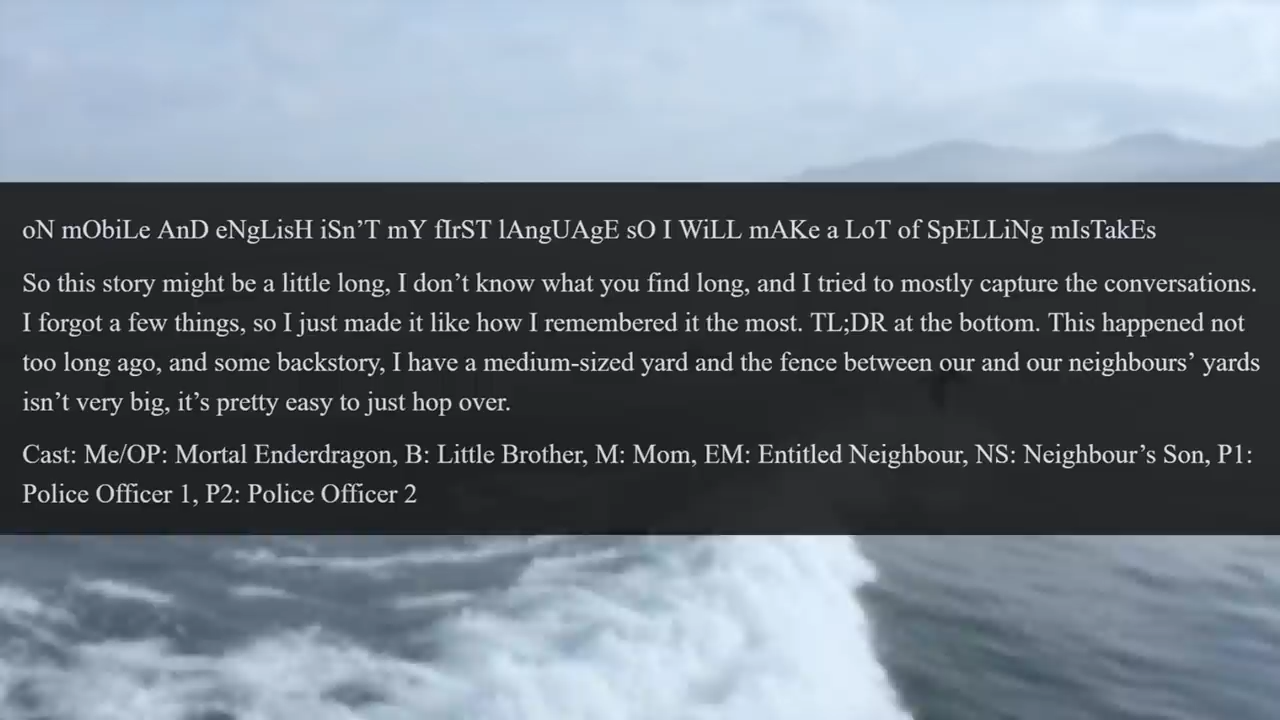 oN mObiLe AnD eNgLisH iSn’T mY fIrST lAngUAgE sO I WiLL mAKe a LoT of SpELLiNg mIsTakEs
So this story might be a little long, I don’t know what you find long, and I tried to mostly capture the conversations.
I forgot a few things, so I just made it like how I remembered it the most. TL;DR at the bottom. This happened not
too long ago, and some backstory, I have a medium-sized yard and the fence between our and our neighbours’ yards
isn’t very big, it’s pretty easy to just hop over.
Cast: Me/OP: Mortal Enderdragon, B: Little Brother, M: Mom, EM: Entitled Neighbour, NS: Neighbour’s Son, P1:
Police Officer 1, P2: Police Officer 2